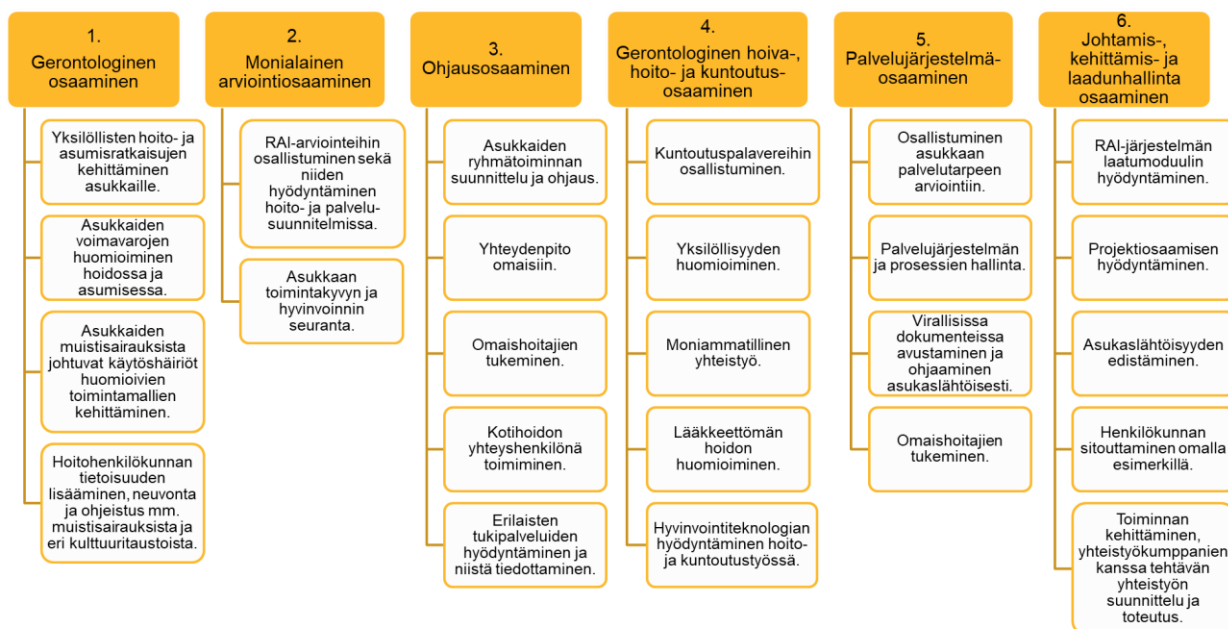 1.
Gerontologinen
osaaminen
Yksilöllisten hoito- ja
asumisratkaisujen
kehittäminen
asukkaille.
Asukkaiden
voimavarojen
huomioiminen
hoidossa ja
asumisessa.
Asukkaiden
muistisairauksista
johtuvat käytöshäiriöt
huomioivien
toimintamallien
kehittäminen.
Hoitohenkilökunnan
tietoisuuden
lisääminen, neuvonta
ja ohjeistus mm.
muistisairauksista ja
eri kulttuuritaustoista.
2.
Monialainen
arviointiosaaminen
RAI-arviointeihin
osallistuminen sekä
niiden
hyödyntäminen
hoito- ja palvelu-
suunnitelmissa.
Asukkaan
toimintakyvyn ja
hyvinvoinnin
seuranta.
3.
Ohjausosaaminen
Asukkaiden
ryhmätoiminnan
suunnittelu ja ohjaus.
Yhteydenpito
omaisiin.
Omaishoitajien
tukeminen.
Kotihoidon
yhteyshenkilönä
toimiminen.
Erilaisten
tukipalveluiden
hyödyntäminen ja
niistä tiedottaminen.
4.
Gerontologinen hoiva-,
hoito- ja kuntoutus-
osaaminen
Kuntoutuspalavereihin
osallistuminen.
Yksilöllisyyden
huomioiminen.
Moniammatillinen
yhteistyö.
Lääkkeettömän
hoidon
huomioiminen.
Hyvinvointiteknologian
hyödyntäminen hoito-
ja kuntoutustyössä.
5.
Palvelujärjestelmä-
osaaminen
Osallistuminen
asukkaan
palvelutarpeen
arviointiin.
Palvelujärjestelmän
ja prosessien hallinta.
Virallisissa
dokumenteissa
avustaminen ja
ohjaaminen
asukaslähtöisesti.
Omaishoitajien
tukeminen.
6.
Johtamis-,
kehittämis- ja
laadunhallinta
osaaminen
RAI-järjestelmän
laatumoduulin
hyödyntäminen.
Projektiosaamisen
hyödyntäminen.
Asukaslähtöisyyden
edistäminen.
Henkilökunnan
sitouttaminen omalla
esimerkillä.
Toiminnan
kehittäminen,
yhteistyökumppanien
kanssa tehtävän
yhteistyön
suunnittelu ja
toteutus.